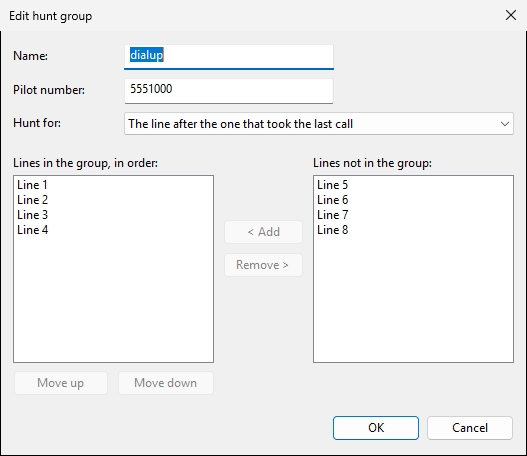 Edit hunt group
Name:
dialup
Pilot number:
5551000
Hunt for:
The line after the one that took the last call
Lines in the group, in order:
Line 1
Line 2
Line 3
Line 4
< Add
Remove >
Lines not in the group:
Line 5
Line 6
Line 7
Line 8
Move up
Move down
OK
Cancel